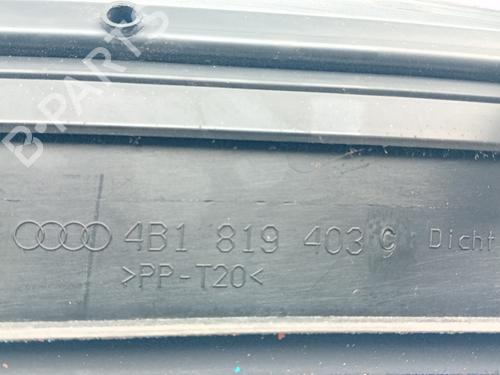 B-PARTS
4B1 819 403 C Dicht
>PP-T20<